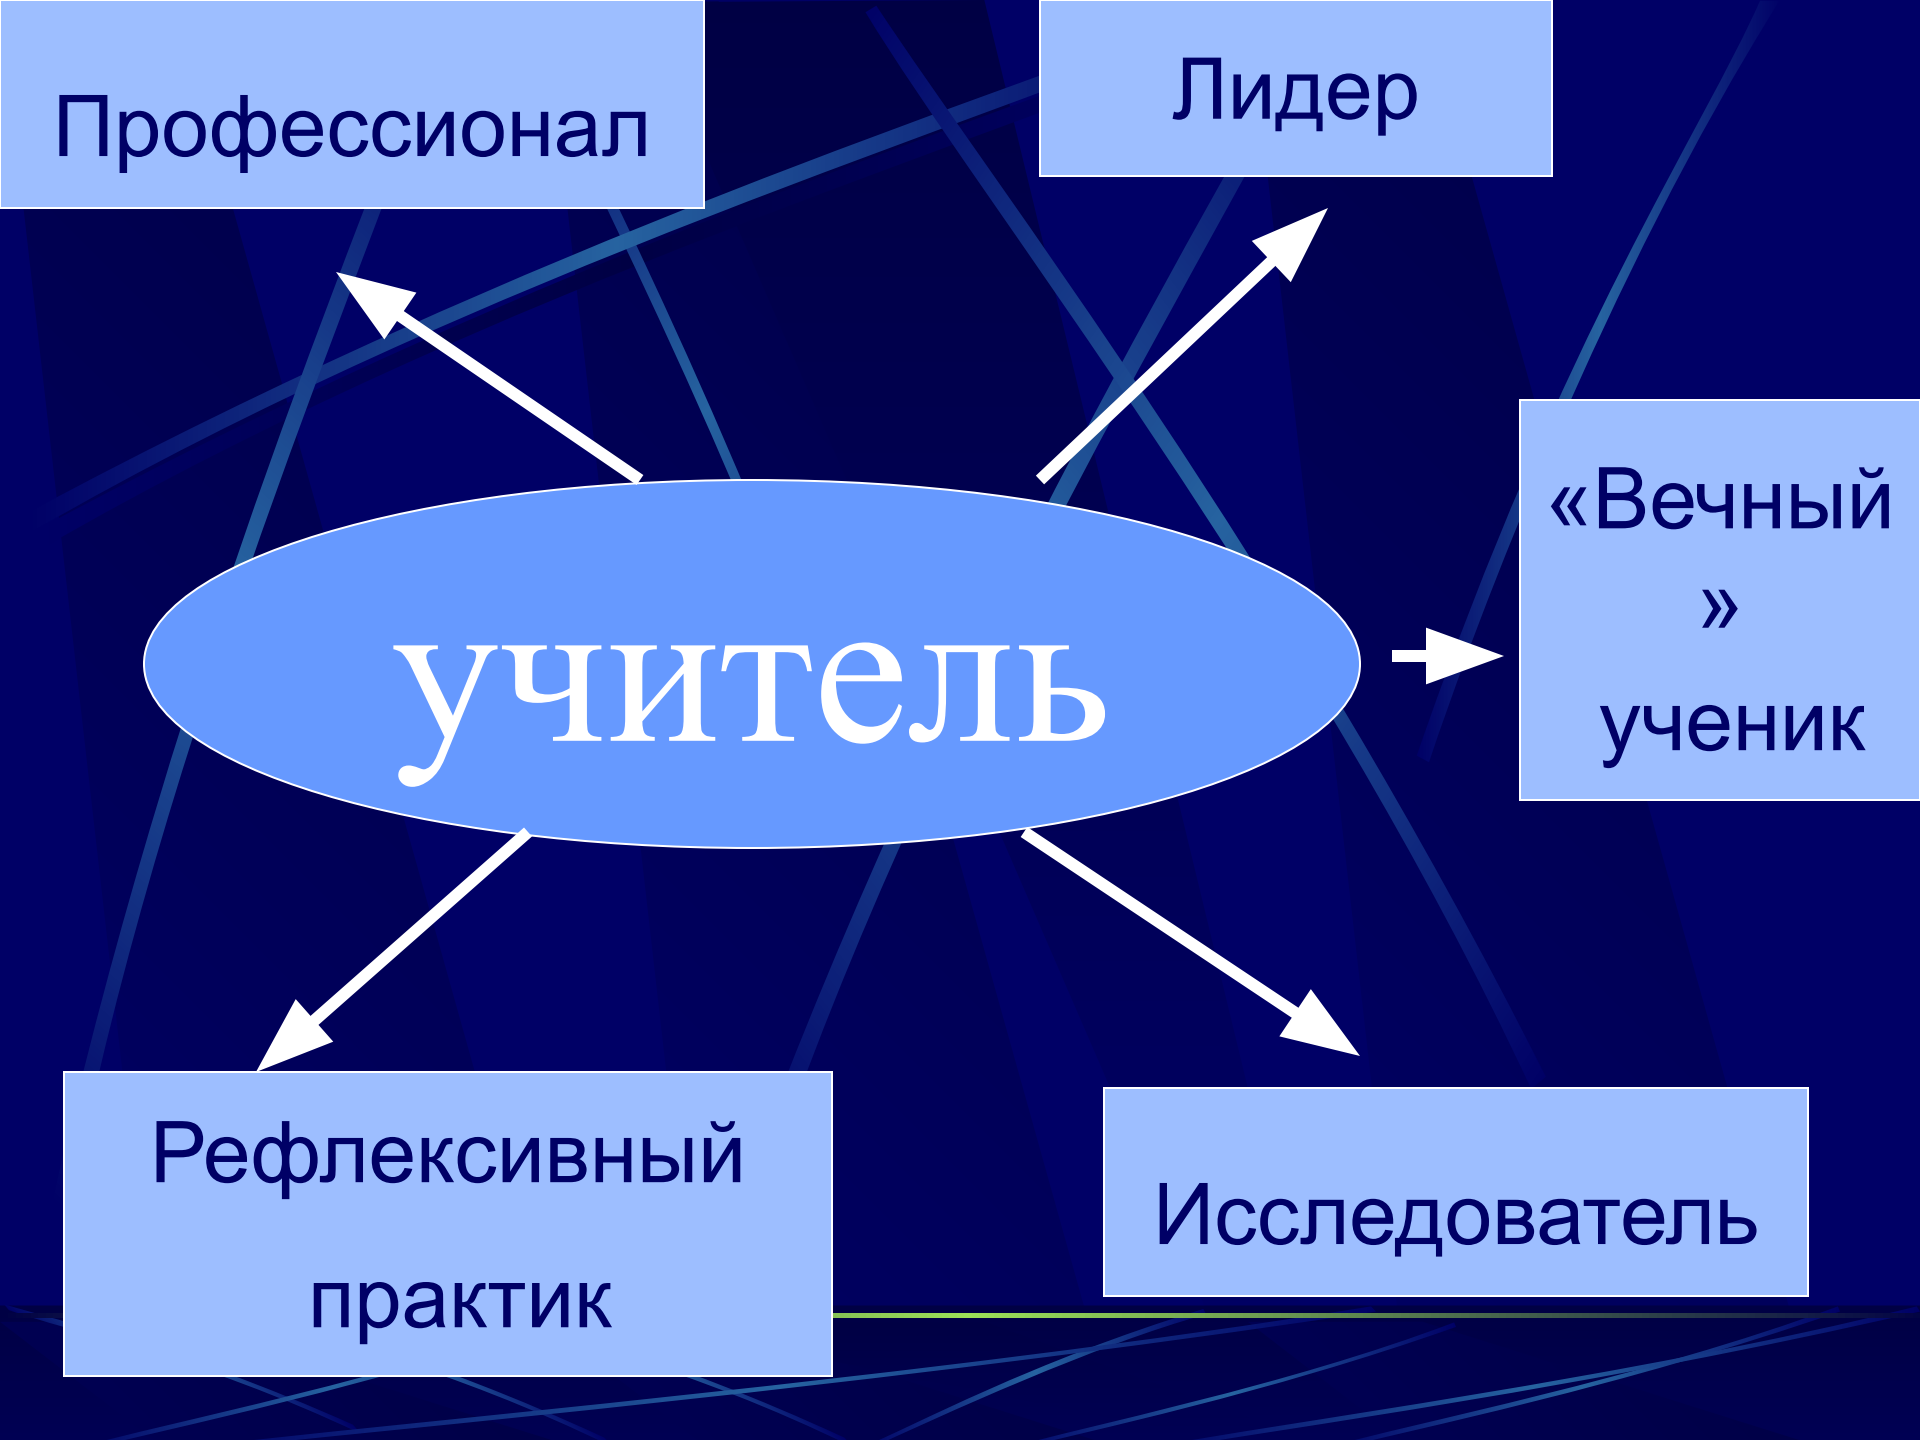 Профессионал
Лидер
«Вечный
»
ученик
учитель
Рефлексивный
практик
Исследователь